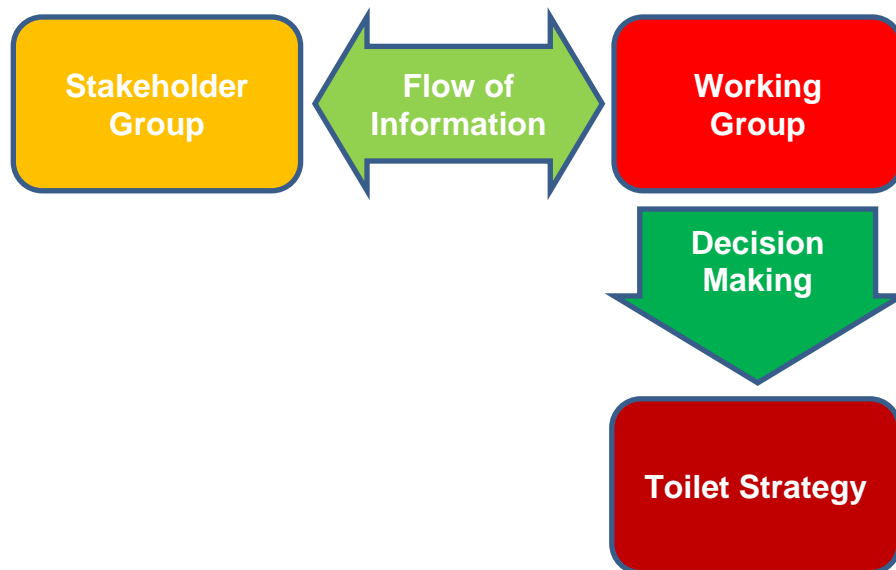 Stakeholder
Group
Flow of
Information
Working
Group
Decision
Making
Toilet Strategy